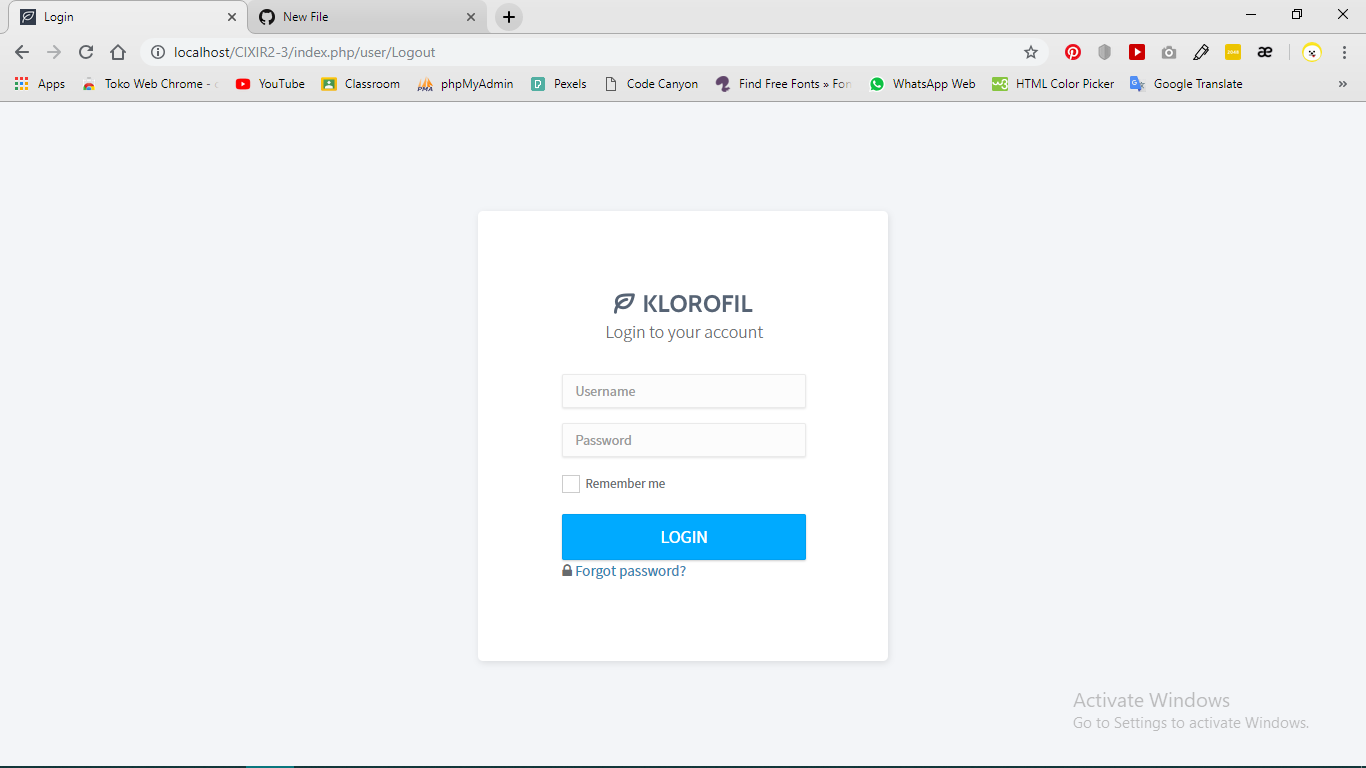 Login
New File
localhost/CIXIR2-3/index.php/user/Logout
Apps
Toko Web Chrome -
YouTube
Classroom
phpMyAdmin
Pexels
Code Canyon
Find Free Fonts » Fon
WhatsApp Web
HTML Color Picker
Google Translate
»
KLOROFIL
Login to your account
Username
Password
Remember me
LOGIN
Forgot password?
Activate Windows
Go to Settings to activate Windows.